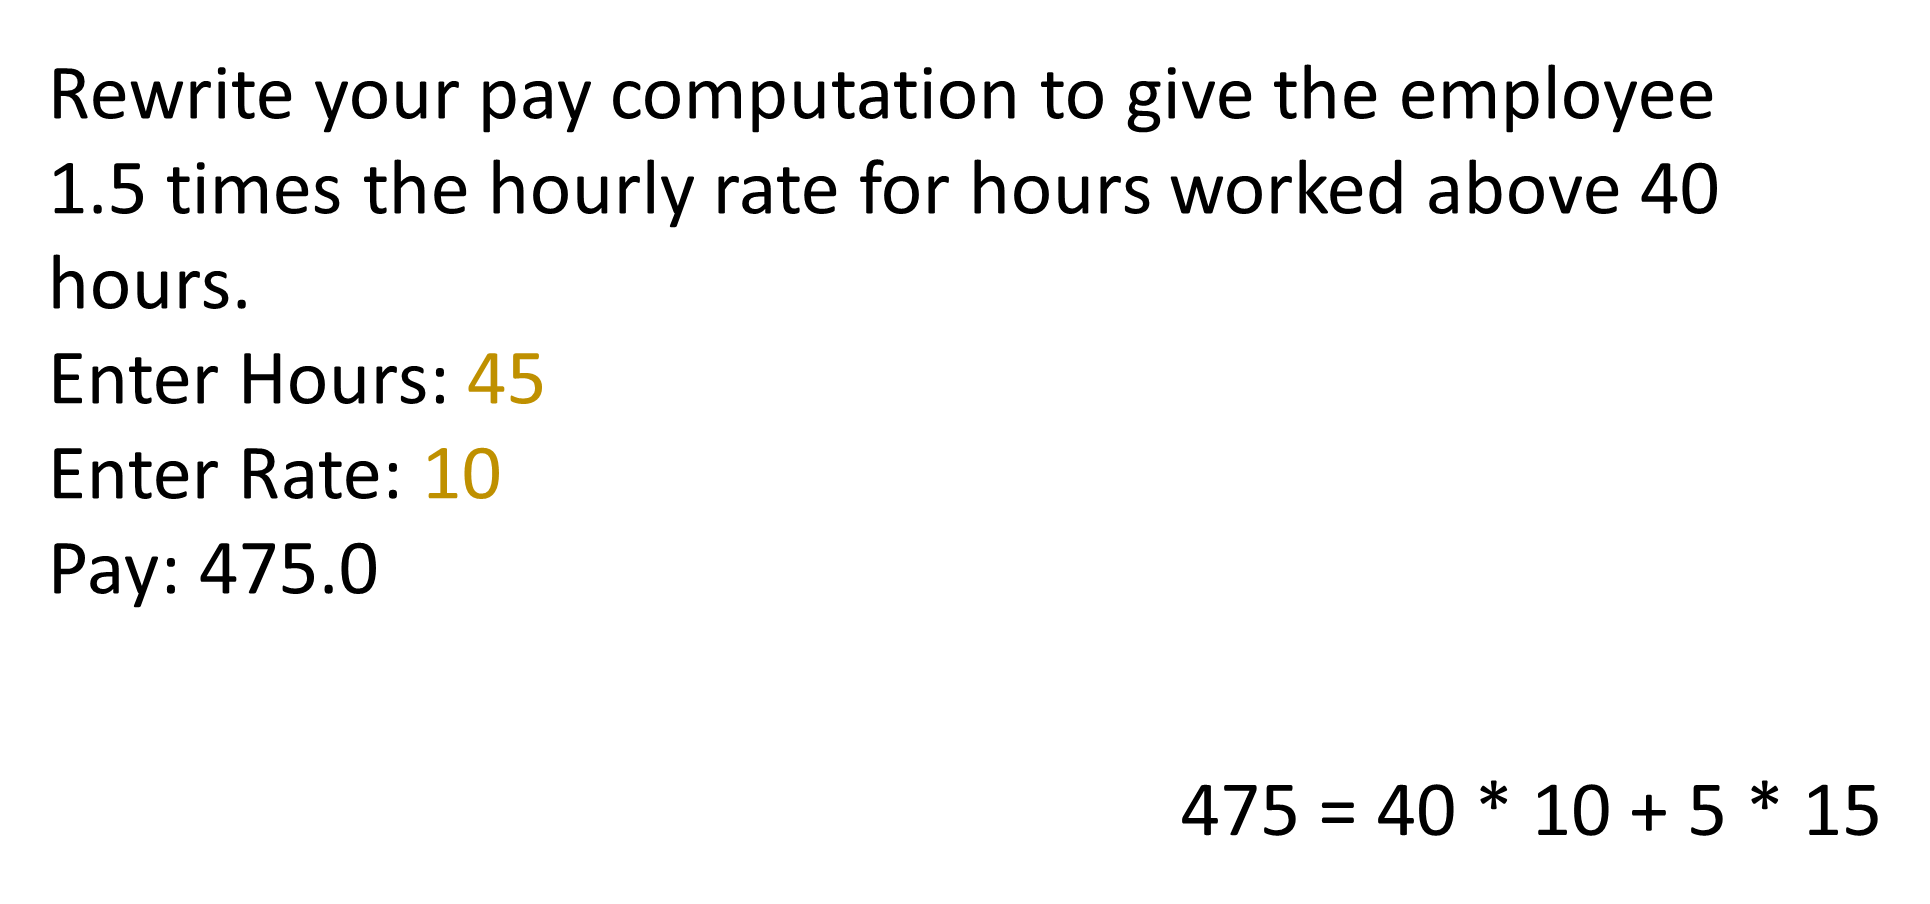 Rewrite your pay computation to give the employee
1.5 times the hourly rate for hours worked above 40
hours.
Enter Hours: 45
Enter Rate: 10
Pay: 475.0
475 = 40 * 10 + 5 * 15